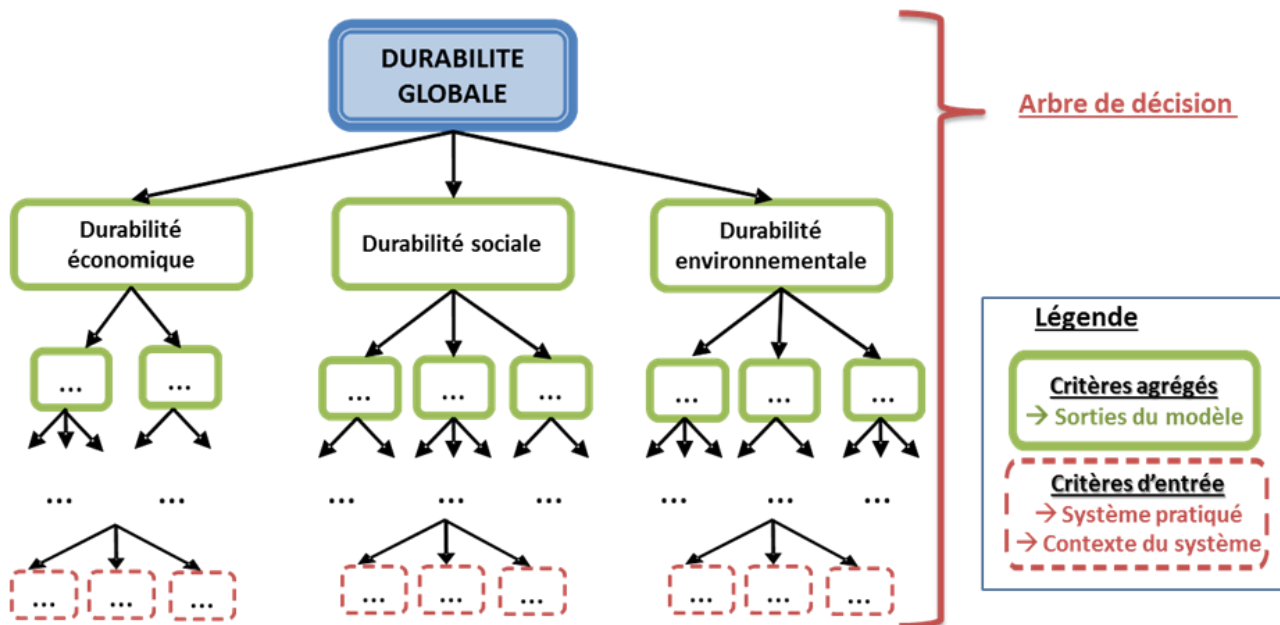 DURABILITE
GLOBALE
Arbre de décision
Durabilité
économique
Durabilité sociale
Durabilité
environnementale
... ... ... ... ... ... ... ...
... ... ... ... ... ... ... ...
... ... ... ... ... ... ... ... ...
Légende
Critères agrégés
→ Sorties du modèle
Critères d'entrée
→ Système pratiqué
→ Contexte du système